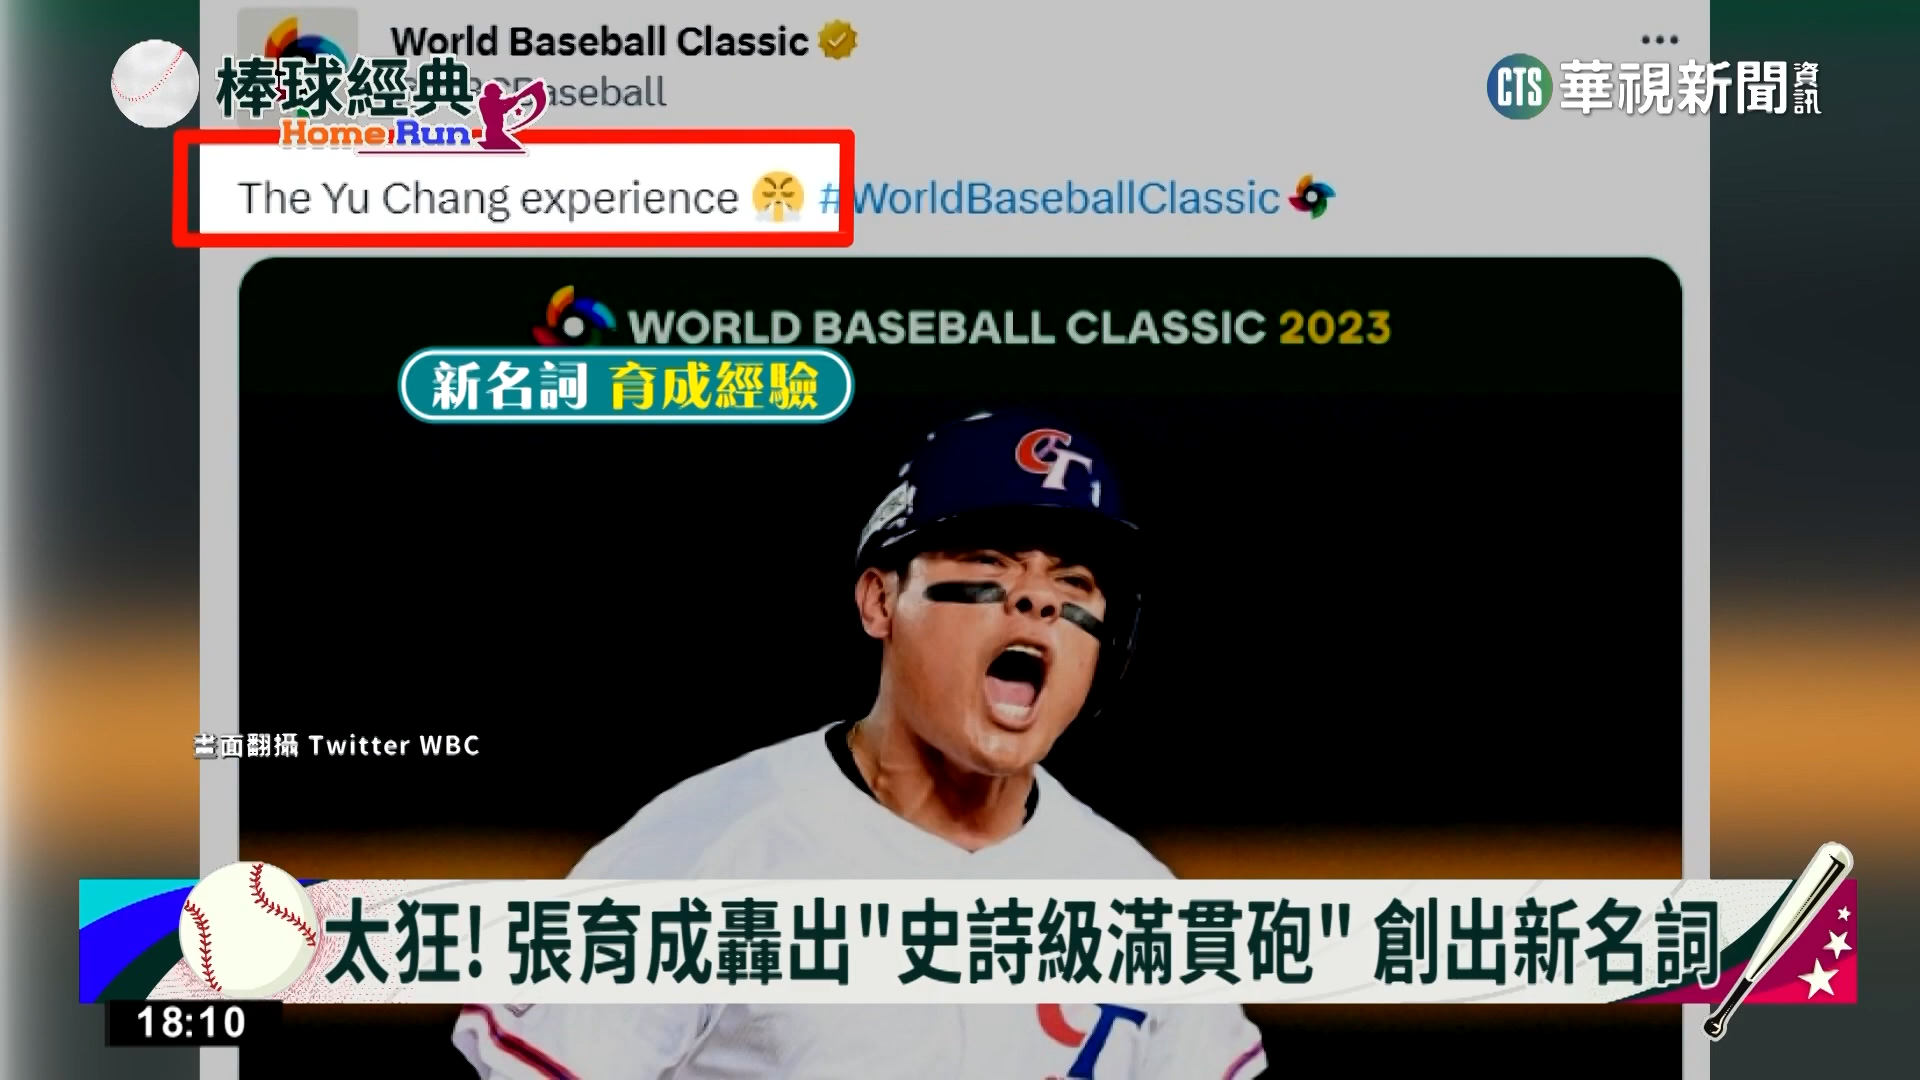 World Baseball Classic
Baseball
棒球經典
Home Run
CTS 華視新聞 資訊
The Yu Chang experience #WorldBaseballClassic
WORLD BASEBALL CLASSIC 2023
新名詞 育成經驗
CT
畫面翻攝 Twitter WBC
太狂! 張育成轟出"史詩級滿貫砲" 創出新名詞
18:10